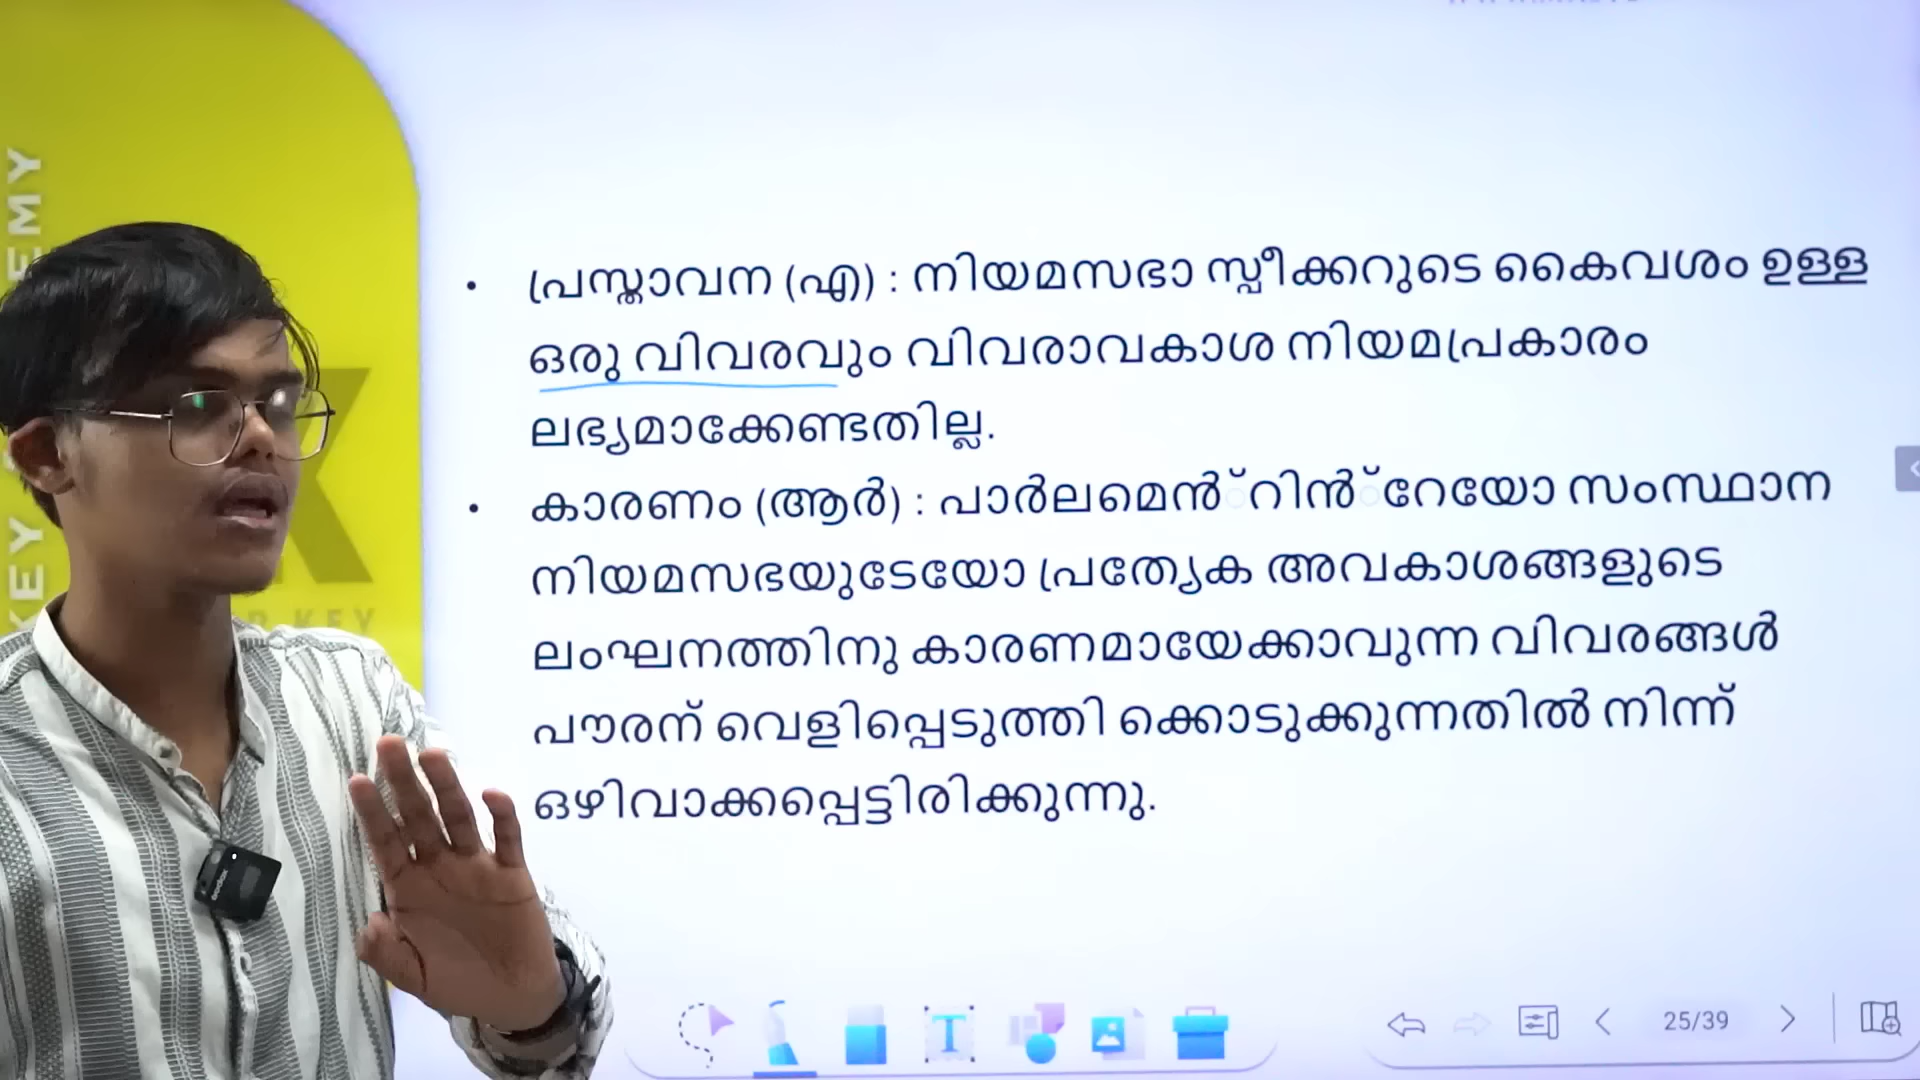 • പ്രസ്താവന (എ) : നിയമസഭാ സ്പീക്കറുടെ കൈവശം ഉള്ള
ഒരു വിവരവും വിവരാവകാശ നിയമപ്രകാരം
ലഭ്യമാക്കേണ്ടതില്ല.
• കാരണം (ആർ) : പാർലമെൻ്റിൻ്റേയോ സംസ്ഥാന
നിയമസഭയുടേയോ പ്രത്യേക അവകാശങ്ങളുടെ
ലംഘനത്തിനു കാരണമായേക്കാവുന്ന വിവരങ്ങൾ
പൗരന് വെളിപ്പെടുത്തി ക്കൊടുക്കുന്നതിൽ നിന്ന്
ഒഴിവാക്കപ്പെട്ടിരിക്കുന്നു.
KEY
T
25/39